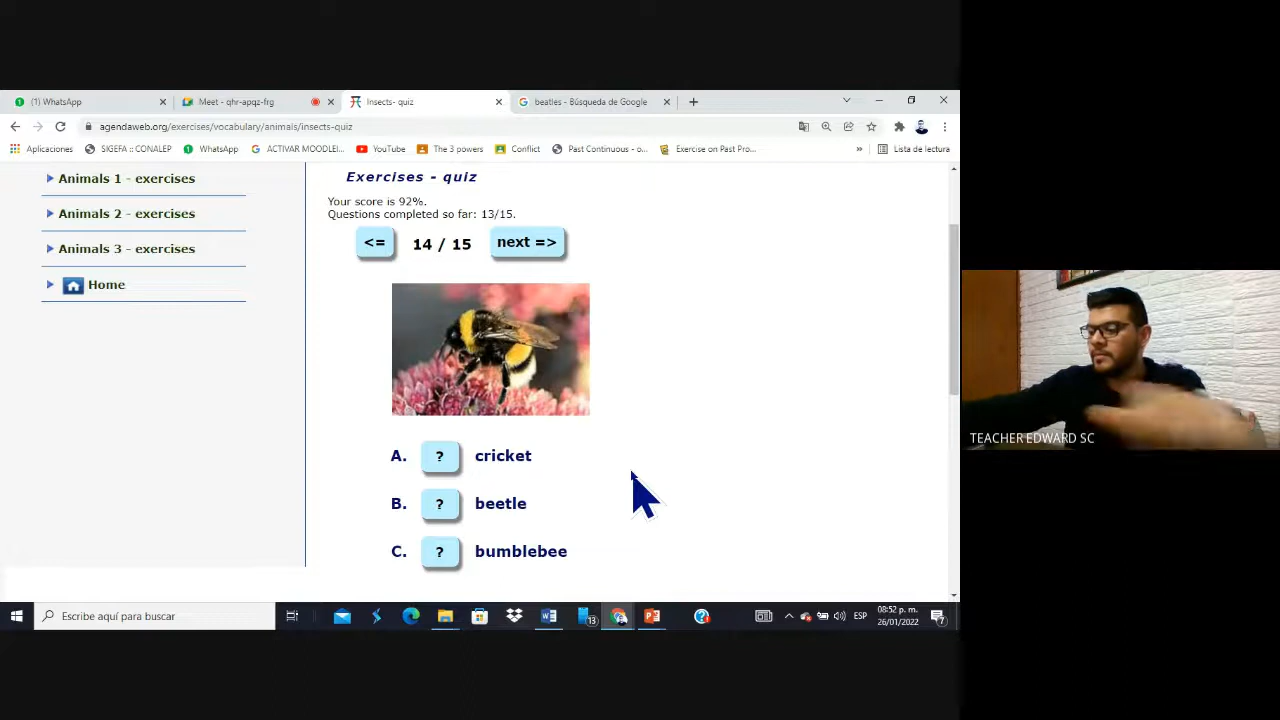 (1) WhatsApp
Meet - qhr-apqz-frg
Insects- quiz
beatles - Búsqueda de Google
agendaweb.org/exercises/vocabulary/animals/insects-quiz
Aplicaciones
SIGEFA :: CONALEP
WhatsApp
ACTIVAR MOODLEI...
YouTube
The 3 powers
Conflict
Past Continuous - o...
Exercise on Past Pro...
»
Lista de lectura
Animals 1 - exercises
Animals 2 - exercises
Animals 3 - exercises
Home
Exercises - quiz
Your score is 92%.
Questions completed so far: 13/15.
<= 14 / 15 next =>
A. ? cricket
B. ? beetle
C. ? bumblebee
TEACHER EDWARD SC
Escribe aquí para buscar
13
ESP
08:52 p. m.
26/01/2022
7